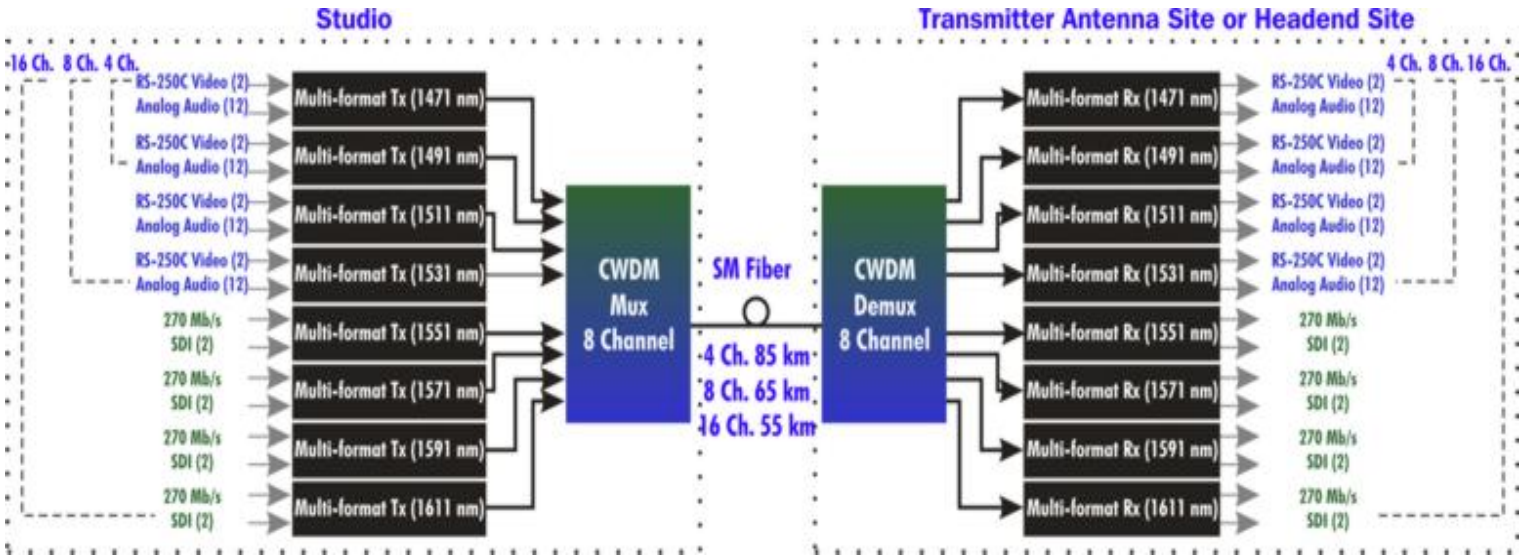 Studio
Transmitter Antenna Site or Headend Site
16 Ch. 8 Ch. 4 Ch.
RS-250C Video (2)
Analog Audio (12)
Multi-format Tx (1471 nm)
RS-250C Video (2)
Analog Audio (12)
Multi-format Tx (1491 nm)
RS-250C Video (2)
Analog Audio (12)
Multi-format Tx (1511 nm)
RS-250C Video (2)
Analog Audio (12)
Multi-format Tx (1531 nm)
270 Mb/s
SDI (2)
Multi-format Tx (1551 nm)
270 Mb/s
SDI (2)
Multi-format Tx (1571 nm)
270 Mb/s
SDI (2)
Multi-format Tx (1591 nm)
270 Mb/s
SDI (2)
Multi-format Tx (1611 nm)
CWDM
Mux
8 Channel
SM Fiber
4 Ch. 85 km
8 Ch. 65 km
16 Ch. 55 km
CWDM
Demux
8 Channel
4 Ch. 8 Ch. 16 Ch.
Multi-format Rx (1471 nm)
RS-250C Video (2)
Analog Audio (12)
Multi-format Rx (1491 nm)
RS-250C Video (2)
Analog Audio (12)
Multi-format Rx (1511 nm)
RS-250C Video (2)
Analog Audio (12)
Multi-format Rx (1531 nm)
RS-250C Video (2)
Analog Audio (12)
Multi-format Rx (1551 nm)
270 Mb/s
SDI (2)
Multi-format Rx (1571 nm)
270 Mb/s
SDI (2)
Multi-format Rx (1591 nm)
270 Mb/s
SDI (2)
Multi-format Rx (1611 nm)
270 Mb/s
SDI (2)